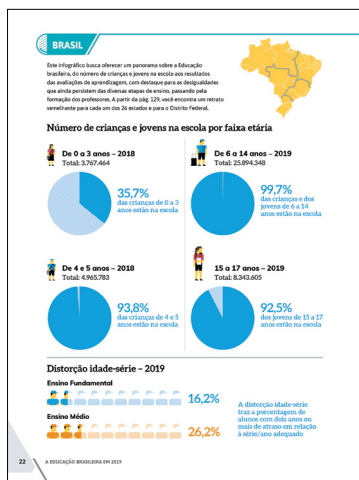 BRASIL
Este infográfico busca oferecer um panorama sobre a Educação
brasileira, do número de crianças e jovens na escola aos resultados
das avaliações de aprendizagem, com destaque para as desigualdades
que ainda persistem das diversas etapas de ensino, passando pela
formação dos professores. A partir da pág. 129, você encontra um retrato
semelhante para cada um dos 26 estados e para o Distrito Federal.
Número de crianças e jovens na escola por faixa etária
De 0 a 3 anos – 2018
Total: 3.767.464
35,7%
das crianças de 0 a 3
anos estão na escola
De 6 a 14 anos – 2019
Total: 25.894.348
99,7%
das crianças e dos
jovens de 6 a 14
anos estão na escola
De 4 e 5 anos – 2018
Total: 4.965.783
93,8%
das crianças de 4 e 5
anos estão na escola
15 a 17 anos – 2019
Total: 8.343.605
92,5%
dos jovens de 15 a 17
anos estão na escola
Distorção idade-série – 2019
Ensino Fundamental
16,2%
Ensino Médio
26,2%
A distorção idade-série
traz a porcentagem de
alunos com dois anos ou
mais de atraso em relação
à série/ano adequado
22
A EDUCAÇÃO BRASILEIRA EM 2019